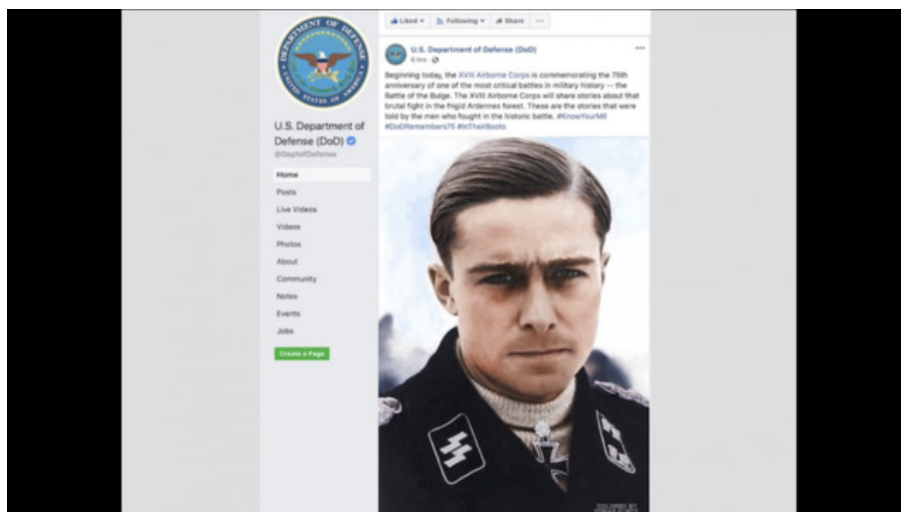 Liked
Following
Share
DEPARTMENT OF DEFENSE
UNITED STATES OF AMERICA
U.S. Department of Defense (DoD)
6 hrs ·
Beginning today, the XVIII Airborne Corps is commemorating the 75th
anniversary of one of the most critical battles in military history -- the
Battle of the Bulge. The XVIII Airborne Corps will share stories about that
brutal fight in the frigid Ardennes forest. These are the stories that were
told by the men who fought in the historic battle. #KnowYourMil
#DoDRemembers75 #InTheirBoots
U.S. Department of
Defense (DoD)
@DeptofDefense
Home
Posts
Live Videos
Videos
Photos
About
Community
Notes
Events
Jobs
Create a Page
COLORED BY